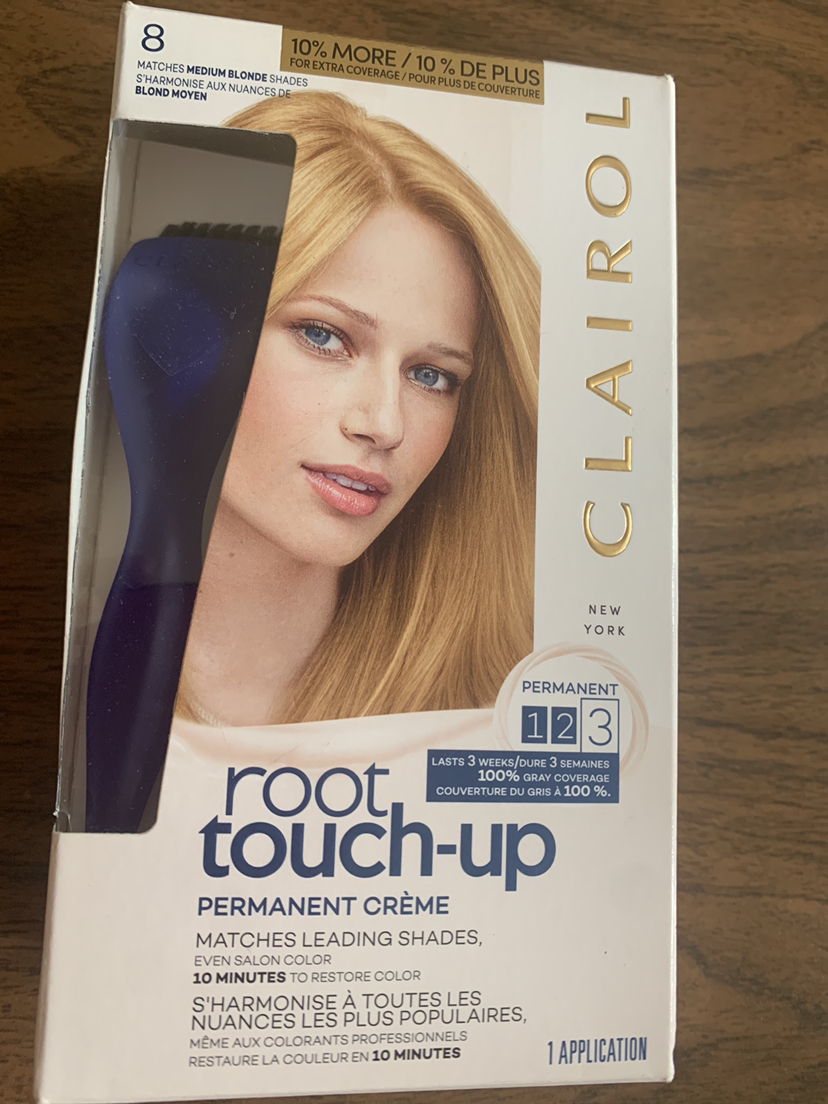 8
MATCHES MEDIUM BLONDE SHADES
S'HARMONISE AUX NUANCES DE
BLOND MOYEN
10% MORE / 10 % DE PLUS
FOR EXTRA COVERAGE / POUR PLUS DE COUVERTURE
CLAIROL
NEW
YORK
PERMANENT
1 2 3
LASTS 3 WEEKS/DURE 3 SEMAINES
100% GRAY COVERAGE
COUVERTURE DU GRIS À 100 %.
root
touch-up
PERMANENT CRÈME
MATCHES LEADING SHADES,
EVEN SALON COLOR
10 MINUTES TO RESTORE COLOR
S'HARMONISE À TOUTES LES
NUANCES LES PLUS POPULAIRES,
MÊME AUX COLORANTS PROFESSIONNELS
RESTAURE LA COULEUR EN 10 MINUTES
1 APPLICATION